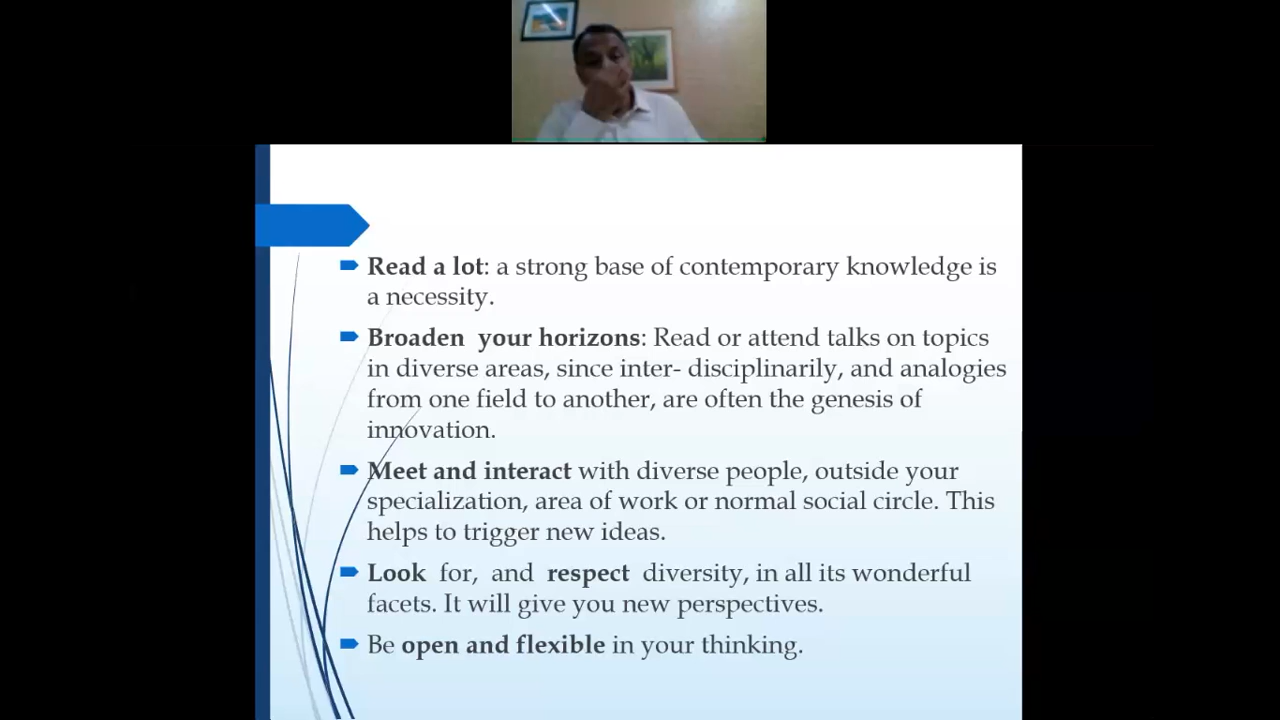 Read a lot: a strong base of contemporary knowledge is
a necessity.
Broaden your horizons: Read or attend talks on topics
in diverse areas, since inter- disciplinarily, and analogies
from one field to another, are often the genesis of
innovation.
Meet and interact with diverse people, outside your
specialization, area of work or normal social circle. This
helps to trigger new ideas.
Look for, and respect diversity, in all its wonderful
facets. It will give you new perspectives.
Be open and flexible in your thinking.